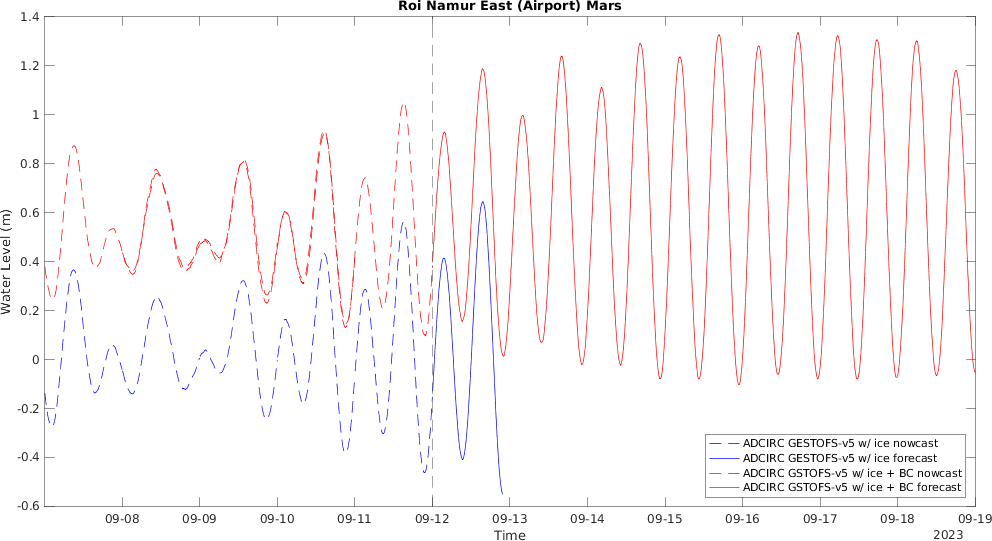 Roi Namur East (Airport) Mars
1.4
1.2
1
0.8
0.6
0.4
0.2
0
-0.2
-0.4
-0.6
Water Level (m)
ADCIRC GESTOFS-v5 w/ ice nowcast
ADCIRC GESTOFS-v5 w/ ice forecast
ADCIRC GSTOFS-v5 w/ ice + BC nowcast
ADCIRC GSTOFS-v5 w/ ice + BC forecast
09-08 09-09 09-10 09-11 09-12 09-13 09-14 09-15 09-16 09-17 09-18 09-19
Time
2023